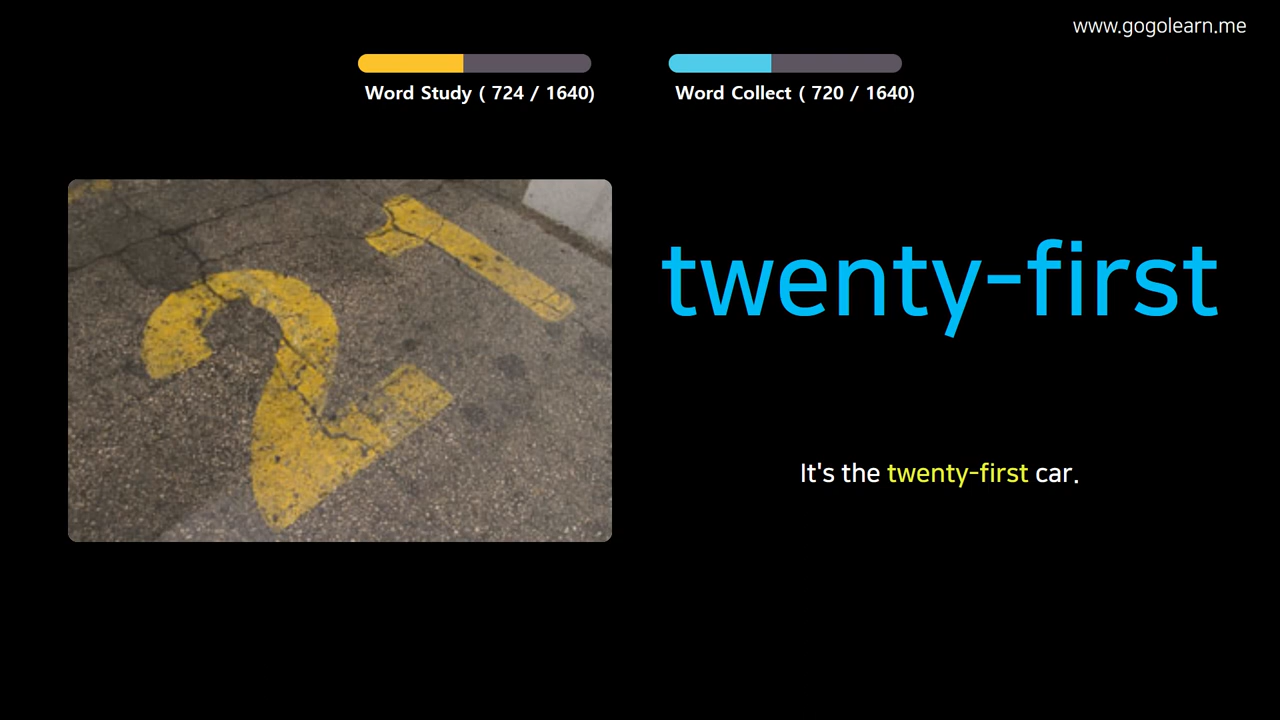 www.gogolearn.me
Word Study ( 724 / 1640)
Word Collect ( 720 / 1640)
21
twenty-first
It's the twenty-first car.